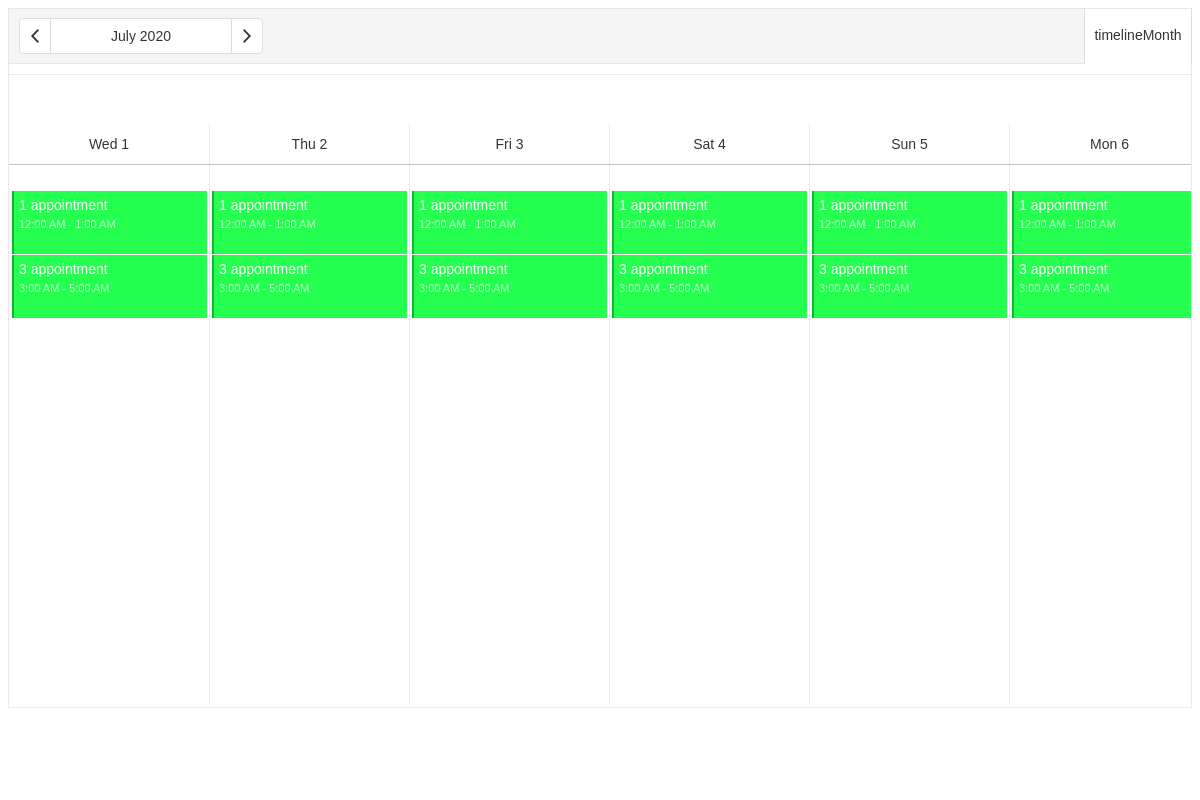 July 2020
timelineMonth
Wed 1 Thu 2 Fri 3 Sat 4 Sun 5 Mon 6
1 appointment 1 appointment 1 appointment 1 appointment 1 appointment 1 appointment
12:00 AM - 1:00 AM 12:00 AM - 1:00 AM 12:00 AM - 1:00 AM 12:00 AM - 1:00 AM 12:00 AM - 1:00 AM 12:00 AM - 1:00 AM
3 appointment 3 appointment 3 appointment 3 appointment 3 appointment 3 appointment
3:00 AM - 5:00 AM 3:00 AM - 5:00 AM 3:00 AM - 5:00 AM 3:00 AM - 5:00 AM 3:00 AM - 5:00 AM 3:00 AM - 5:00 AM